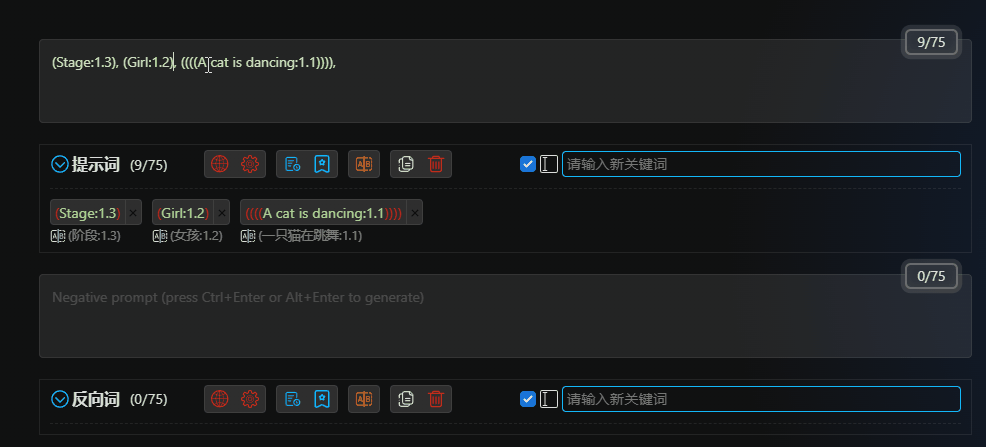 9/75
(Stage:1.3), (Girl:1.2), ((((A cat is dancing:1.1)))),
提示词 (9/75) 请输入新关键词
(Stage:1.3) × (Girl:1.2) × ((((A cat is dancing:1.1)))) ×
(阶段:1.3) (女孩:1.2) (一只猫在跳舞:1.1)
0/75
Negative prompt (press Ctrl+Enter or Alt+Enter to generate)
反向词 (0/75) 请输入新关键词